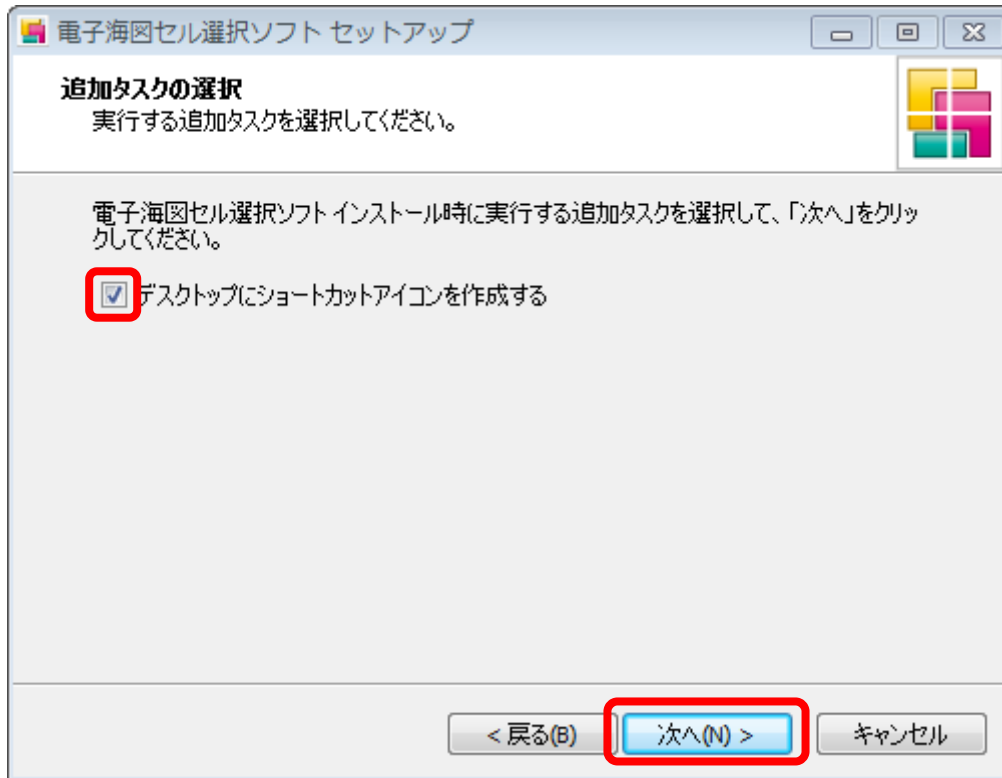 電子海図セル選択ソフト セットアップ
追加タスクの選択
実行する追加タスクを選択してください。
電子海図セル選択ソフト インストール時に実行する追加タスクを選択して、「次へ」をクリッ
クしてください。
デスクトップにショートカットアイコンを作成する
< 戻る(B)
次へ(N) >
キャンセル